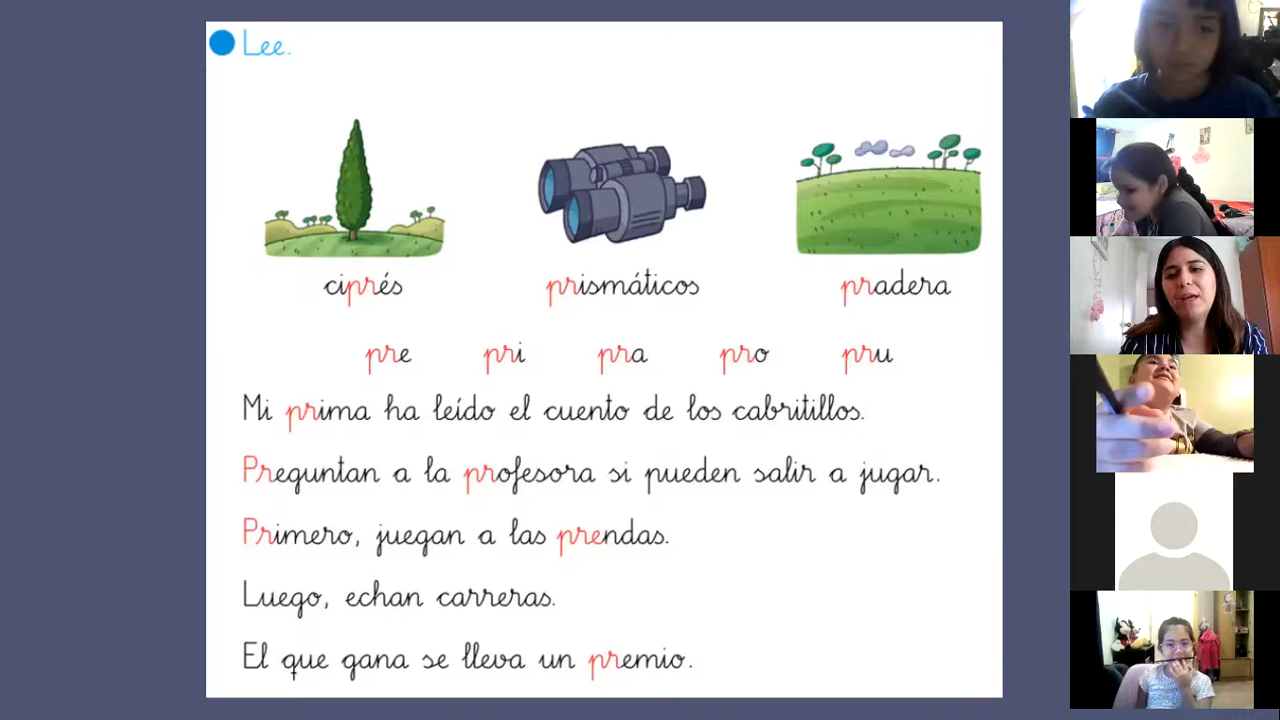 Lee.
ciprés prismáticos pradera
pre pri pra pro pru
Mi prima ha leído el cuento de los cabritillos.
Preguntan a la profesora si pueden salir a jugar.
Primero, juegan a las prendas.
Luego, echan carreras.
El que gana se lleva un premio.